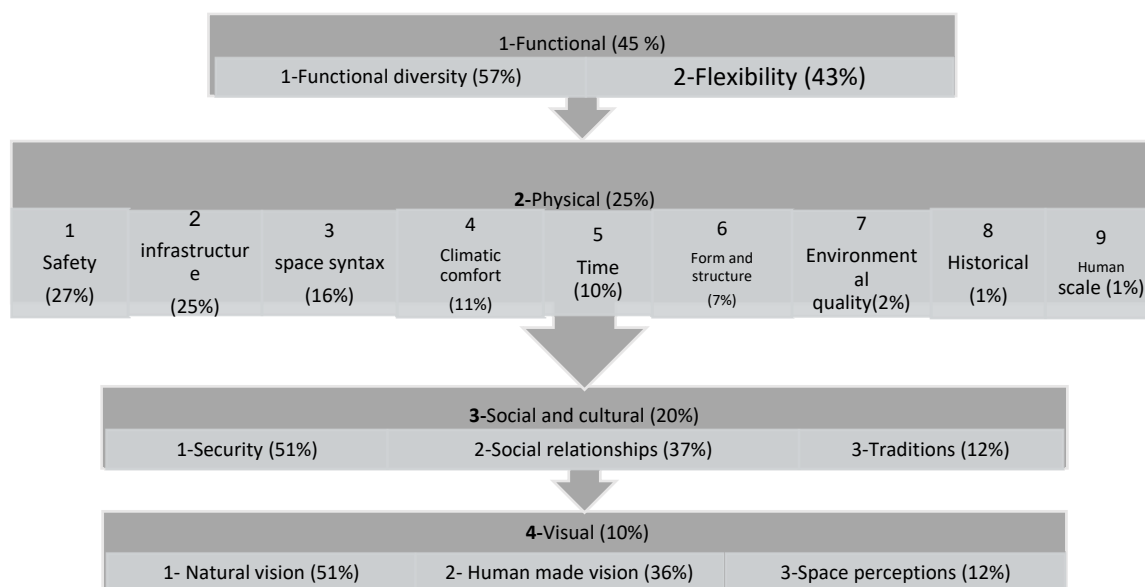 1-Functional (45 %)
1-Functional diversity (57%)
2-Flexibility (43%)
2-Physical (25%)
1
Safety
(27%)
2
infrastructur
e
(25%)
3
space syntax
(16%)
4
Climatic
comfort
(11%)
5
Time
(10%)
6
Form and
structure
(7%)
7
Environment
al
quality(2%)
8
Historical
(1%)
9
Human
scale (1%)
3-Social and cultural (20%)
1-Security (51%)
2-Social relationships (37%)
3-Traditions (12%)
4-Visual (10%)
1- Natural vision (51%)
2- Human made vision (36%)
3-Space perceptions (12%)